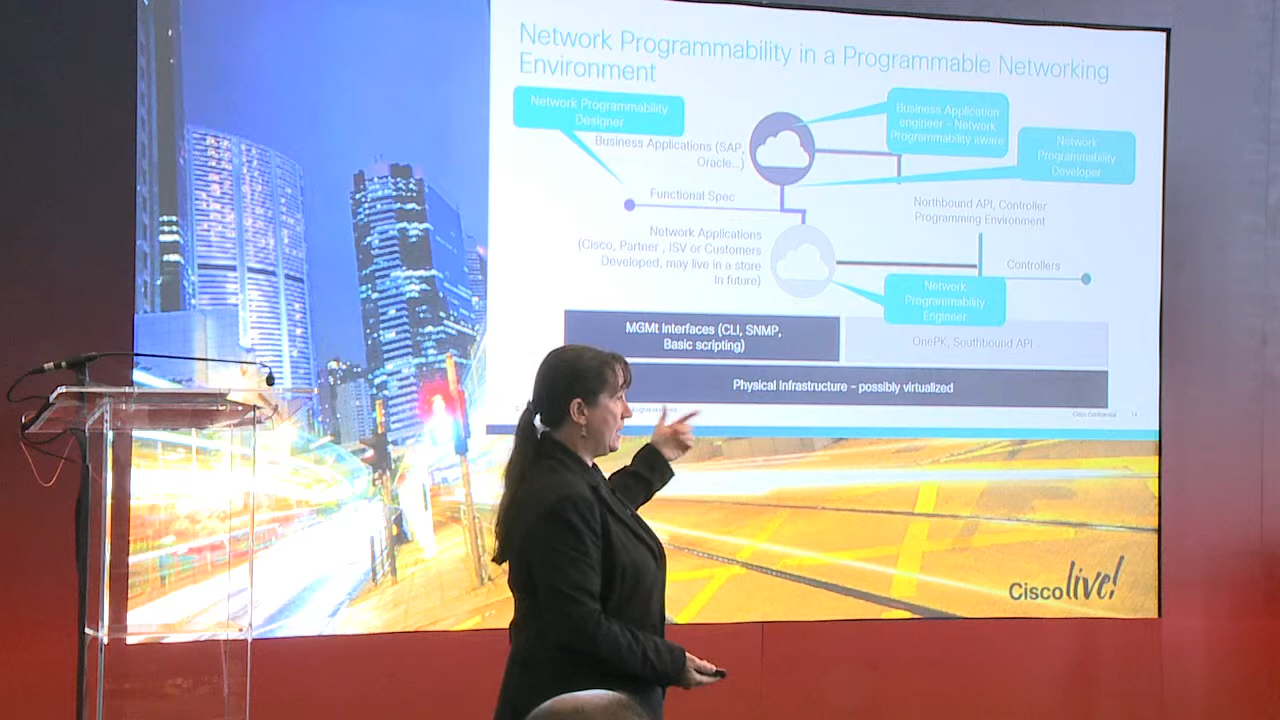 Network Programmability in a Programmable Networking
Environment
Network Programmability
Designer
Business Application
engineer - Network
Programmability aware
Network
Programmability
Developer
Business Applications (SAP,
Oracle...)
Functional Spec
Northbound API, Controller
Programming Environment
Network Applications
(Cisco, Partner , ISV or Customers
Developed, may live in a store
In future)
Controllers
Network
Programmability
Engineer
MGMt Interfaces (CLI, SNMP,
Basic scripting)
OnePK, Southbound API
Physical Infrastructure – possibly virtualized
rights reserved
Cisco Confidential
14
Cisco live!